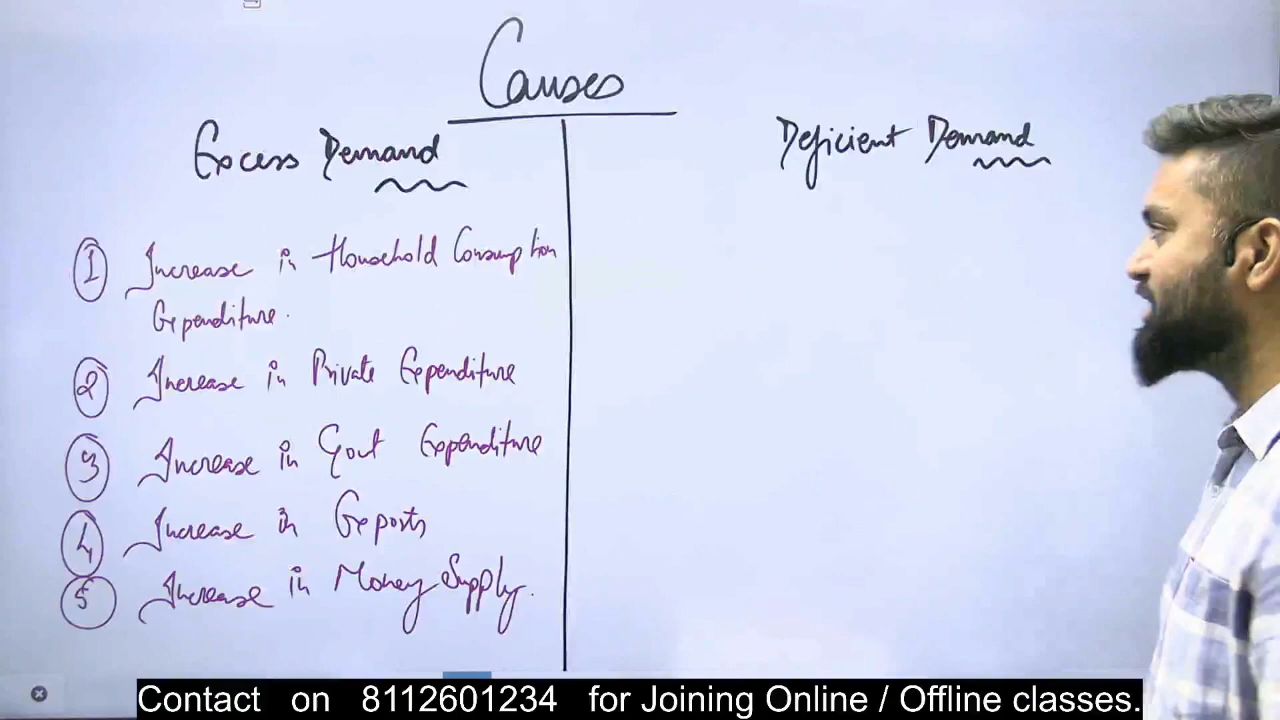 Causes
Excess Demand
Deficient Demand
1 Increase in Household Consumption
Expenditure.
2 Increase in Private Expenditure
3 Increase in Govt Expenditure
4 Increase in Exports
5 Increase in Money Supply.
Contact on 8112601234 for Joining Online / Offline classes.